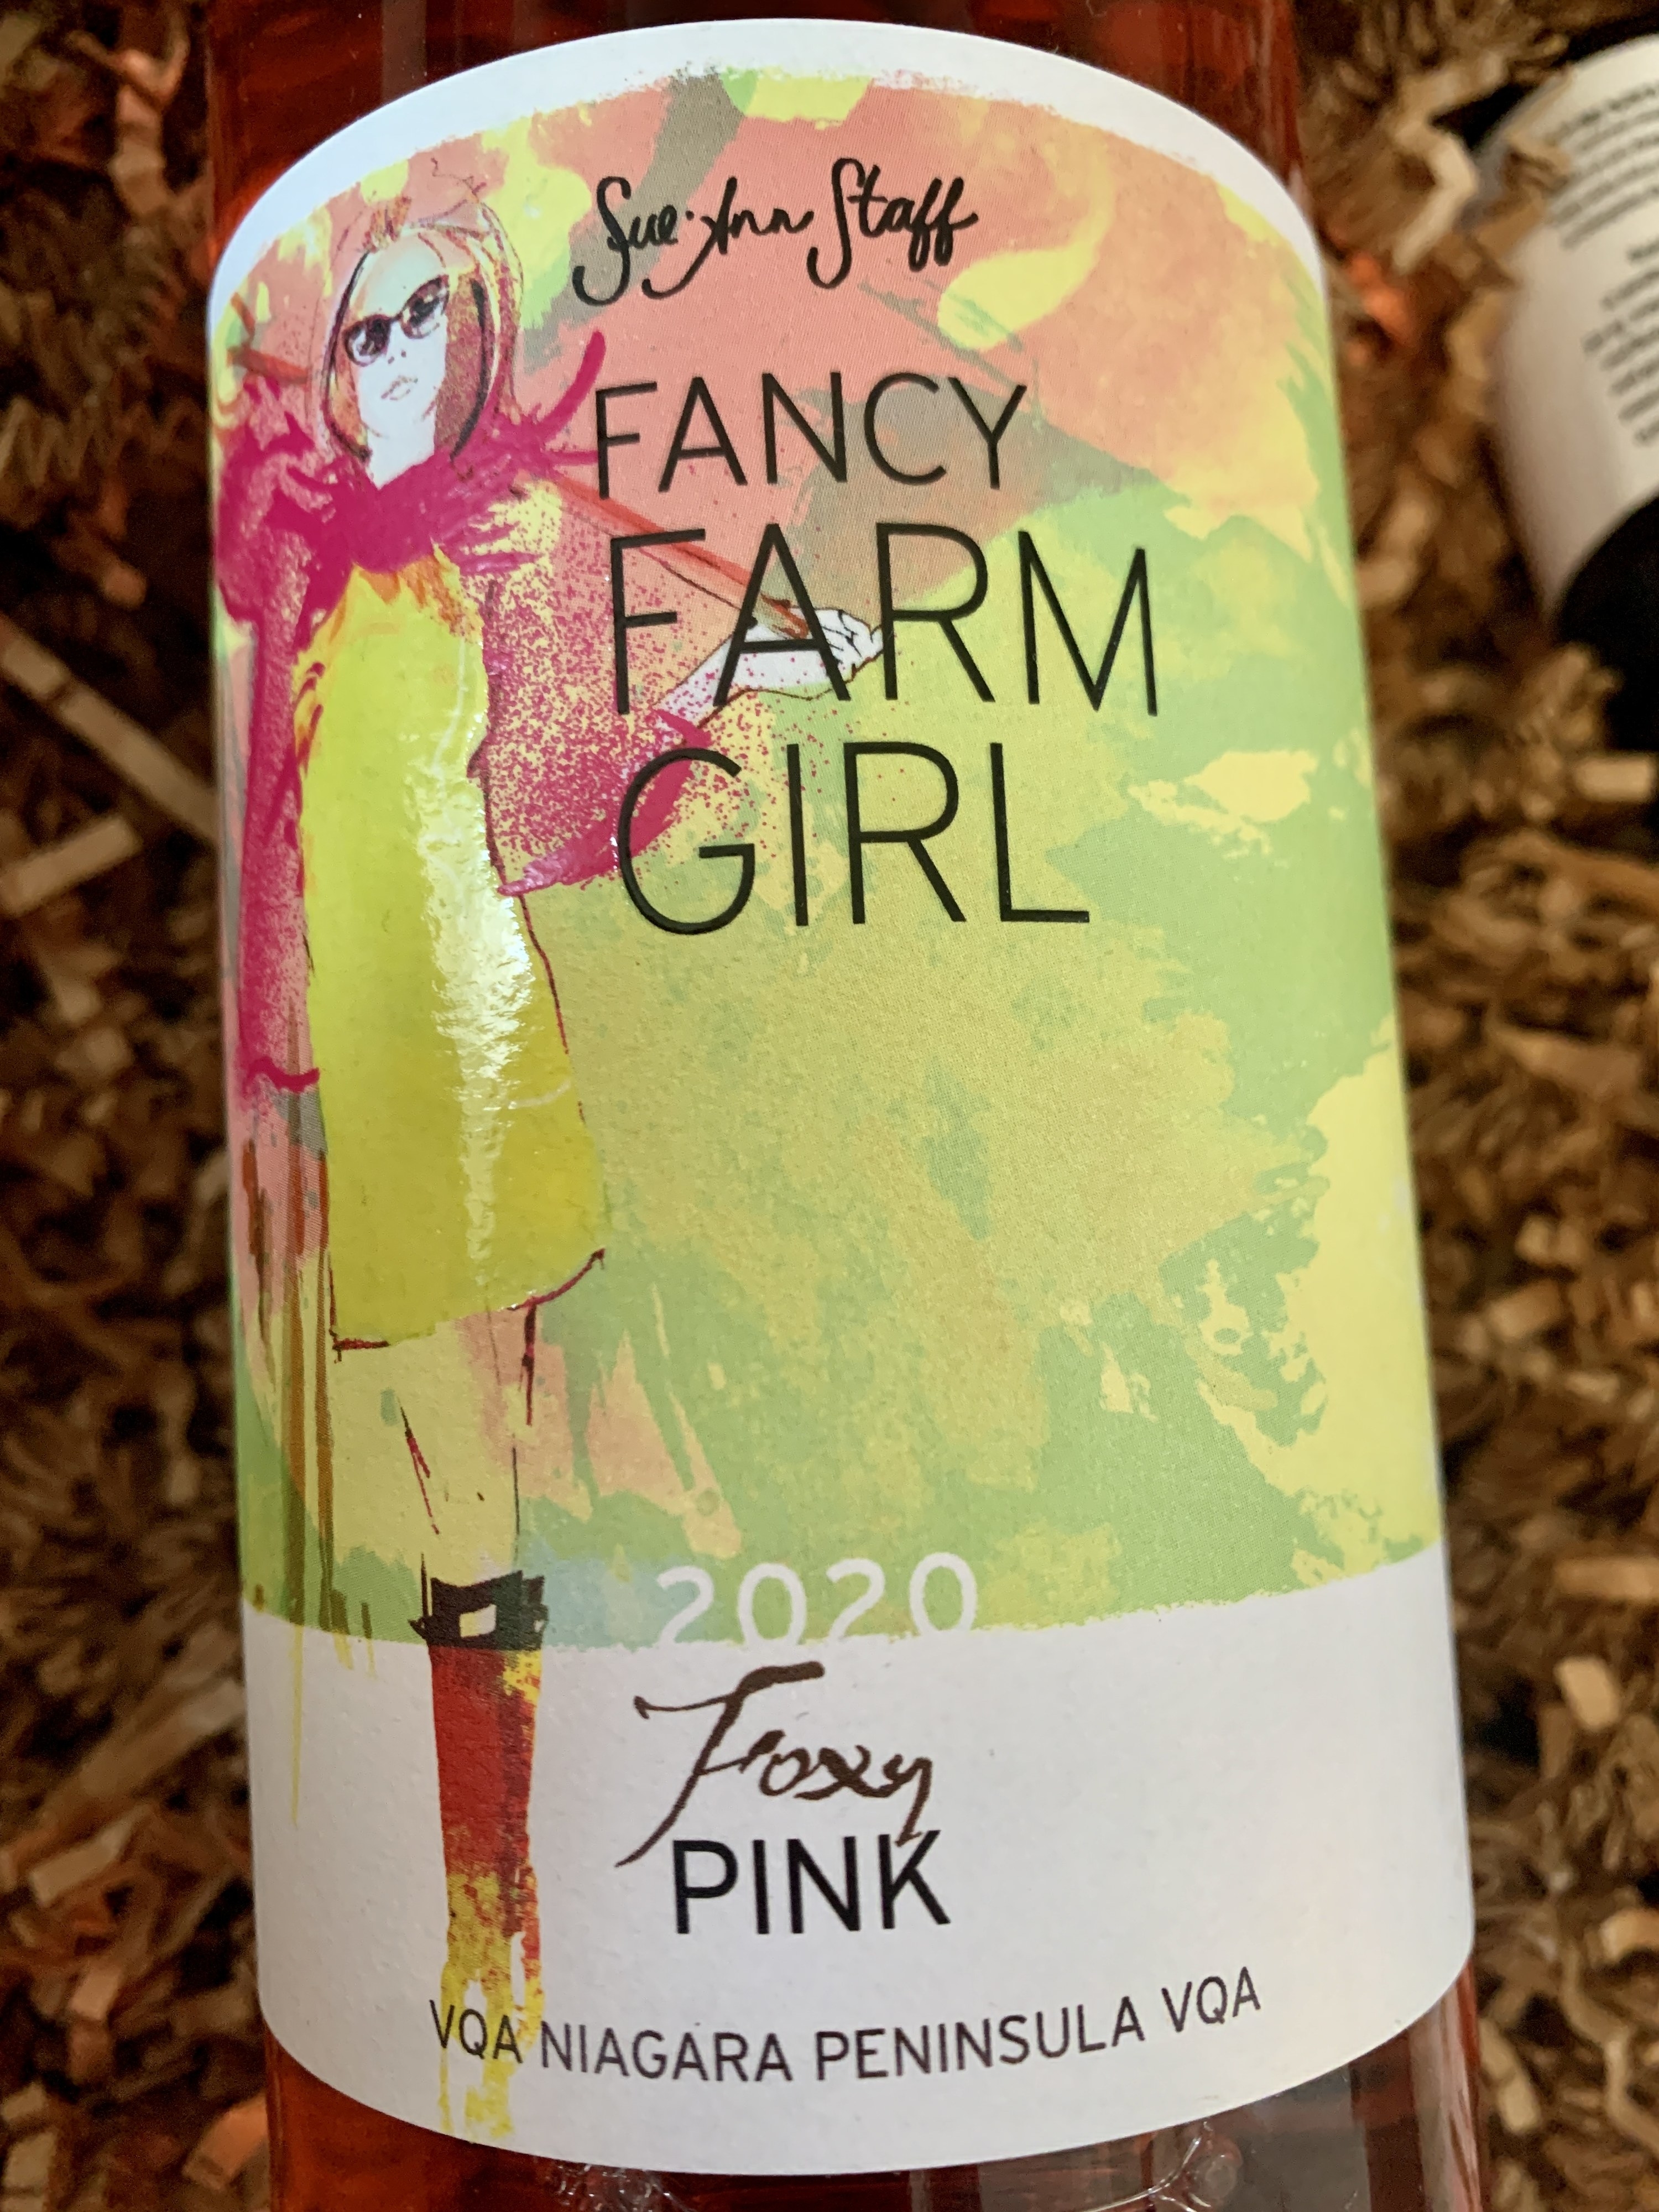 Sue-Ann Staff
FANCY
FARM
GIRL
2020
Foxy
PINK
VQA NIAGARA PENINSULA VQA